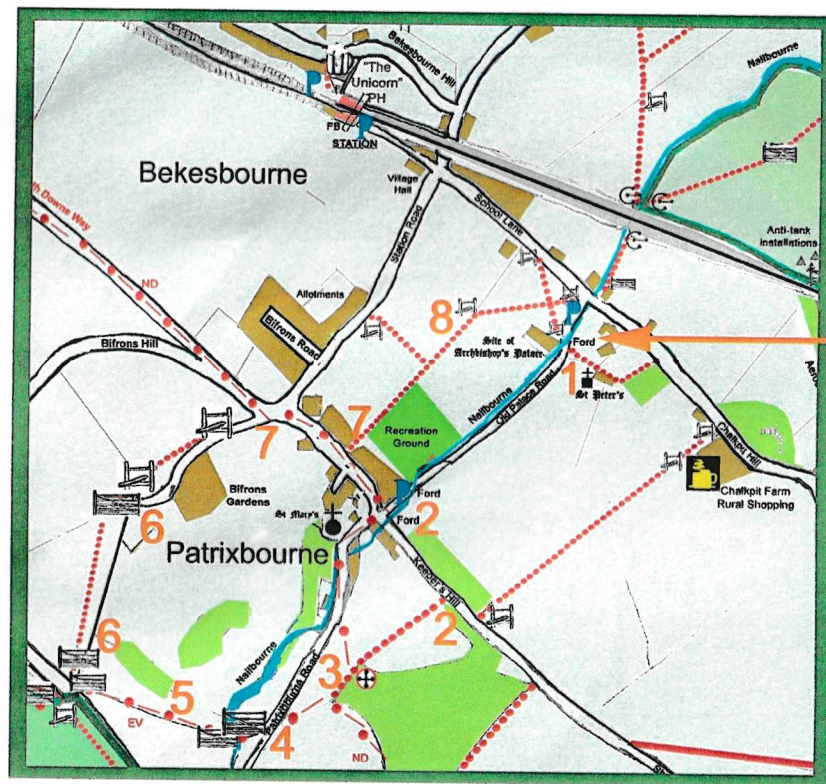 Bekesbourne Hill
Nailbourne
"The
Unicorn"
PH
FB
STATION
Bekesbourne
Village
Hall
School Lane
Anti-tank
installations
Downs Way
ND
Station Road
Allotments
Bifrons Road
Bifrons Hill
8
Site of
Archbishop's Palace
Ford
1
St Peter's
Nailbourne
Old Palace Road
7
7
Recreation
Ground
Chalkpit Hill
Chalkpit Farm
Rural Shopping
6
Bifrons
Gardens
St Mary's
Ford
Ford
2
Patrixbourne
Keeper's Hill
2
6
Nailbourne
Patrixbourne Road
3
5
EV
4
ND